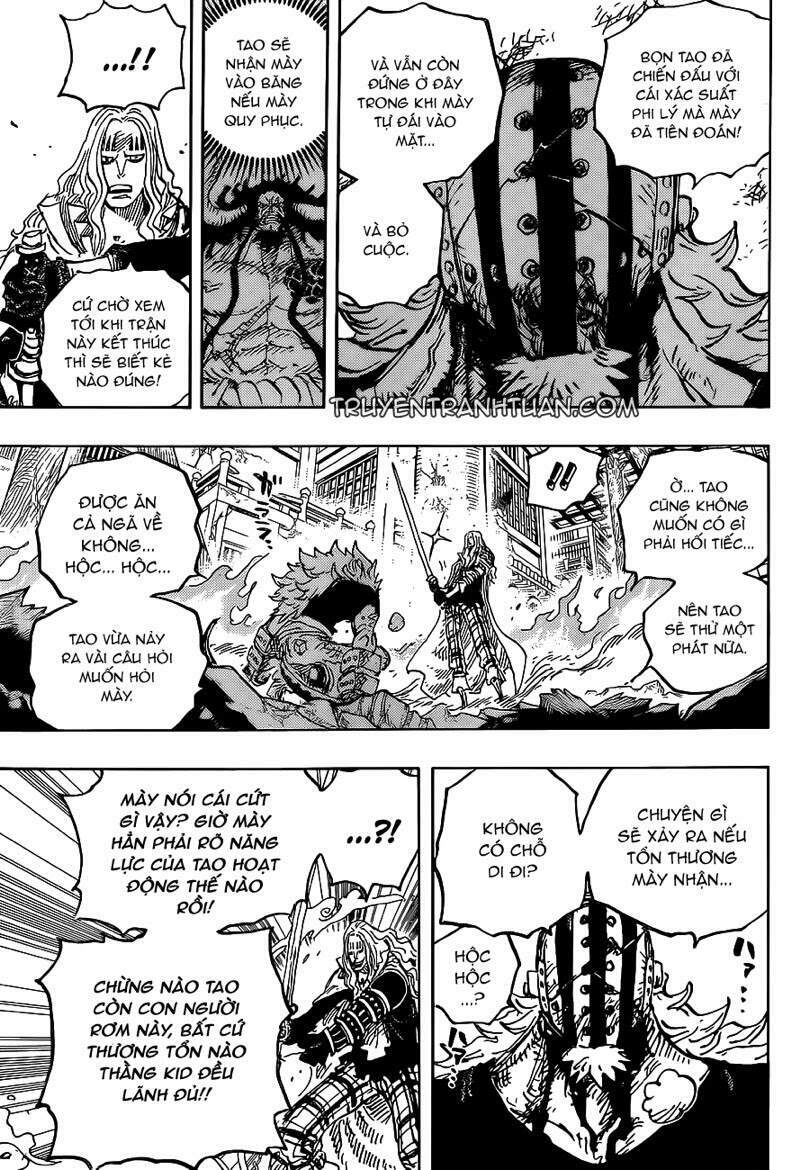 BỌN TAO ĐÃ
CHIẾN ĐẤU VỚI
CÁI XÁC SUẤT
PHI LÝ MÀ MÀY
ĐÃ TIÊN ĐOÁN!
VÀ VẪN CÒN
ĐỨNG Ở ĐÂY
TRONG KHI MÀY
TỰ ĐÁI VÀO
MẶT...
VÀ BỎ
CUỘC.
TAO SẼ
NHẬN MÀY
VÀO BĂNG
NẾU MÀY
QUY PHỤC.
...!!
CỨ CHỜ XEM
TỚI KHI TRẬN
NÀY KẾT THÚC
THÌ SẼ BIẾT KẺ
NÀO ĐÚNG!
TRUYENTRANHTUAN.COM
Ờ... TAO
CŨNG KHÔNG
MUỐN CÓ GÌ
PHẢI HỐI TIẾC...
NÊN TAO
SẼ THỬ MỘT
PHÁT NỮA.
!!
ĐƯỢC ĂN
CẢ NGÃ VỀ
KHÔNG...
HỘC... HỘC...
TAO VỪA NẢY
RA VÀI CÂU HỎI
MUỐN HỎI
MÀY.
CHUYỆN GÌ
SẼ XẢY RA NẾU
TỔN THƯƠNG
MÀY NHẬN...
KHÔNG
CÓ CHỖ
DI ĐI?
HỘC
HỘC
...?
...?!
MÀY NÓI CÁI CỨT
GÌ VẬY? GIỜ MÀY
HẲN PHẢI RÕ NĂNG
LỰC CỦA TAO HOẠT
ĐỘNG THẾ NÀO
RỒI!
CHỪNG NÀO TAO
CÒN CON NGƯỜI
RƠM NÀY, BẤT CỨ
THƯƠNG TỔN NÀO
THẰNG KID ĐỀU
LÃNH ĐỦ!!